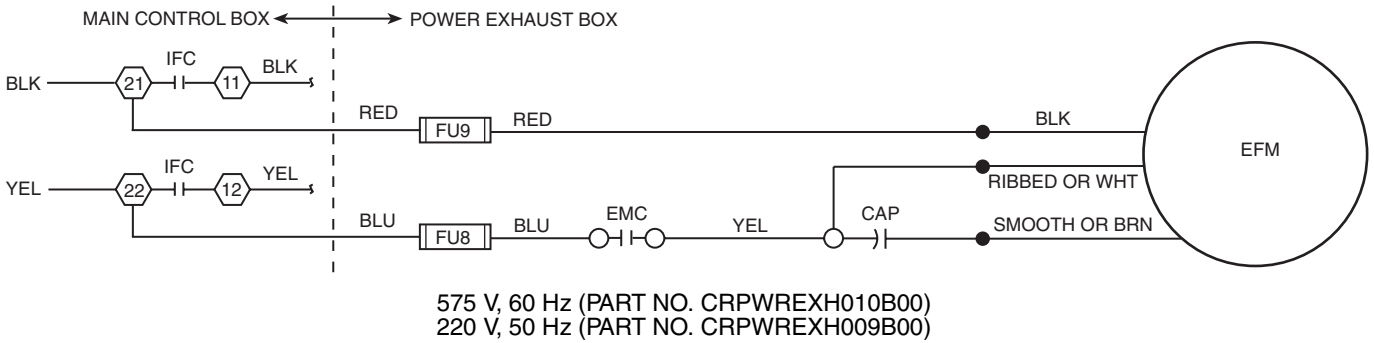 MAIN CONTROL BOX POWER EXHAUST BOX
BLK 21 IFC 11 BLK
RED FU9 RED BLK
EFM
YEL 22 IFC 12 YEL
RIBBED OR WHT
BLU FU8 BLU EMC YEL CAP SMOOTH OR BRN
575 V, 60 Hz (PART NO. CRPWREXH010B00)
220 V, 50 Hz (PART NO. CRPWREXH009B00)